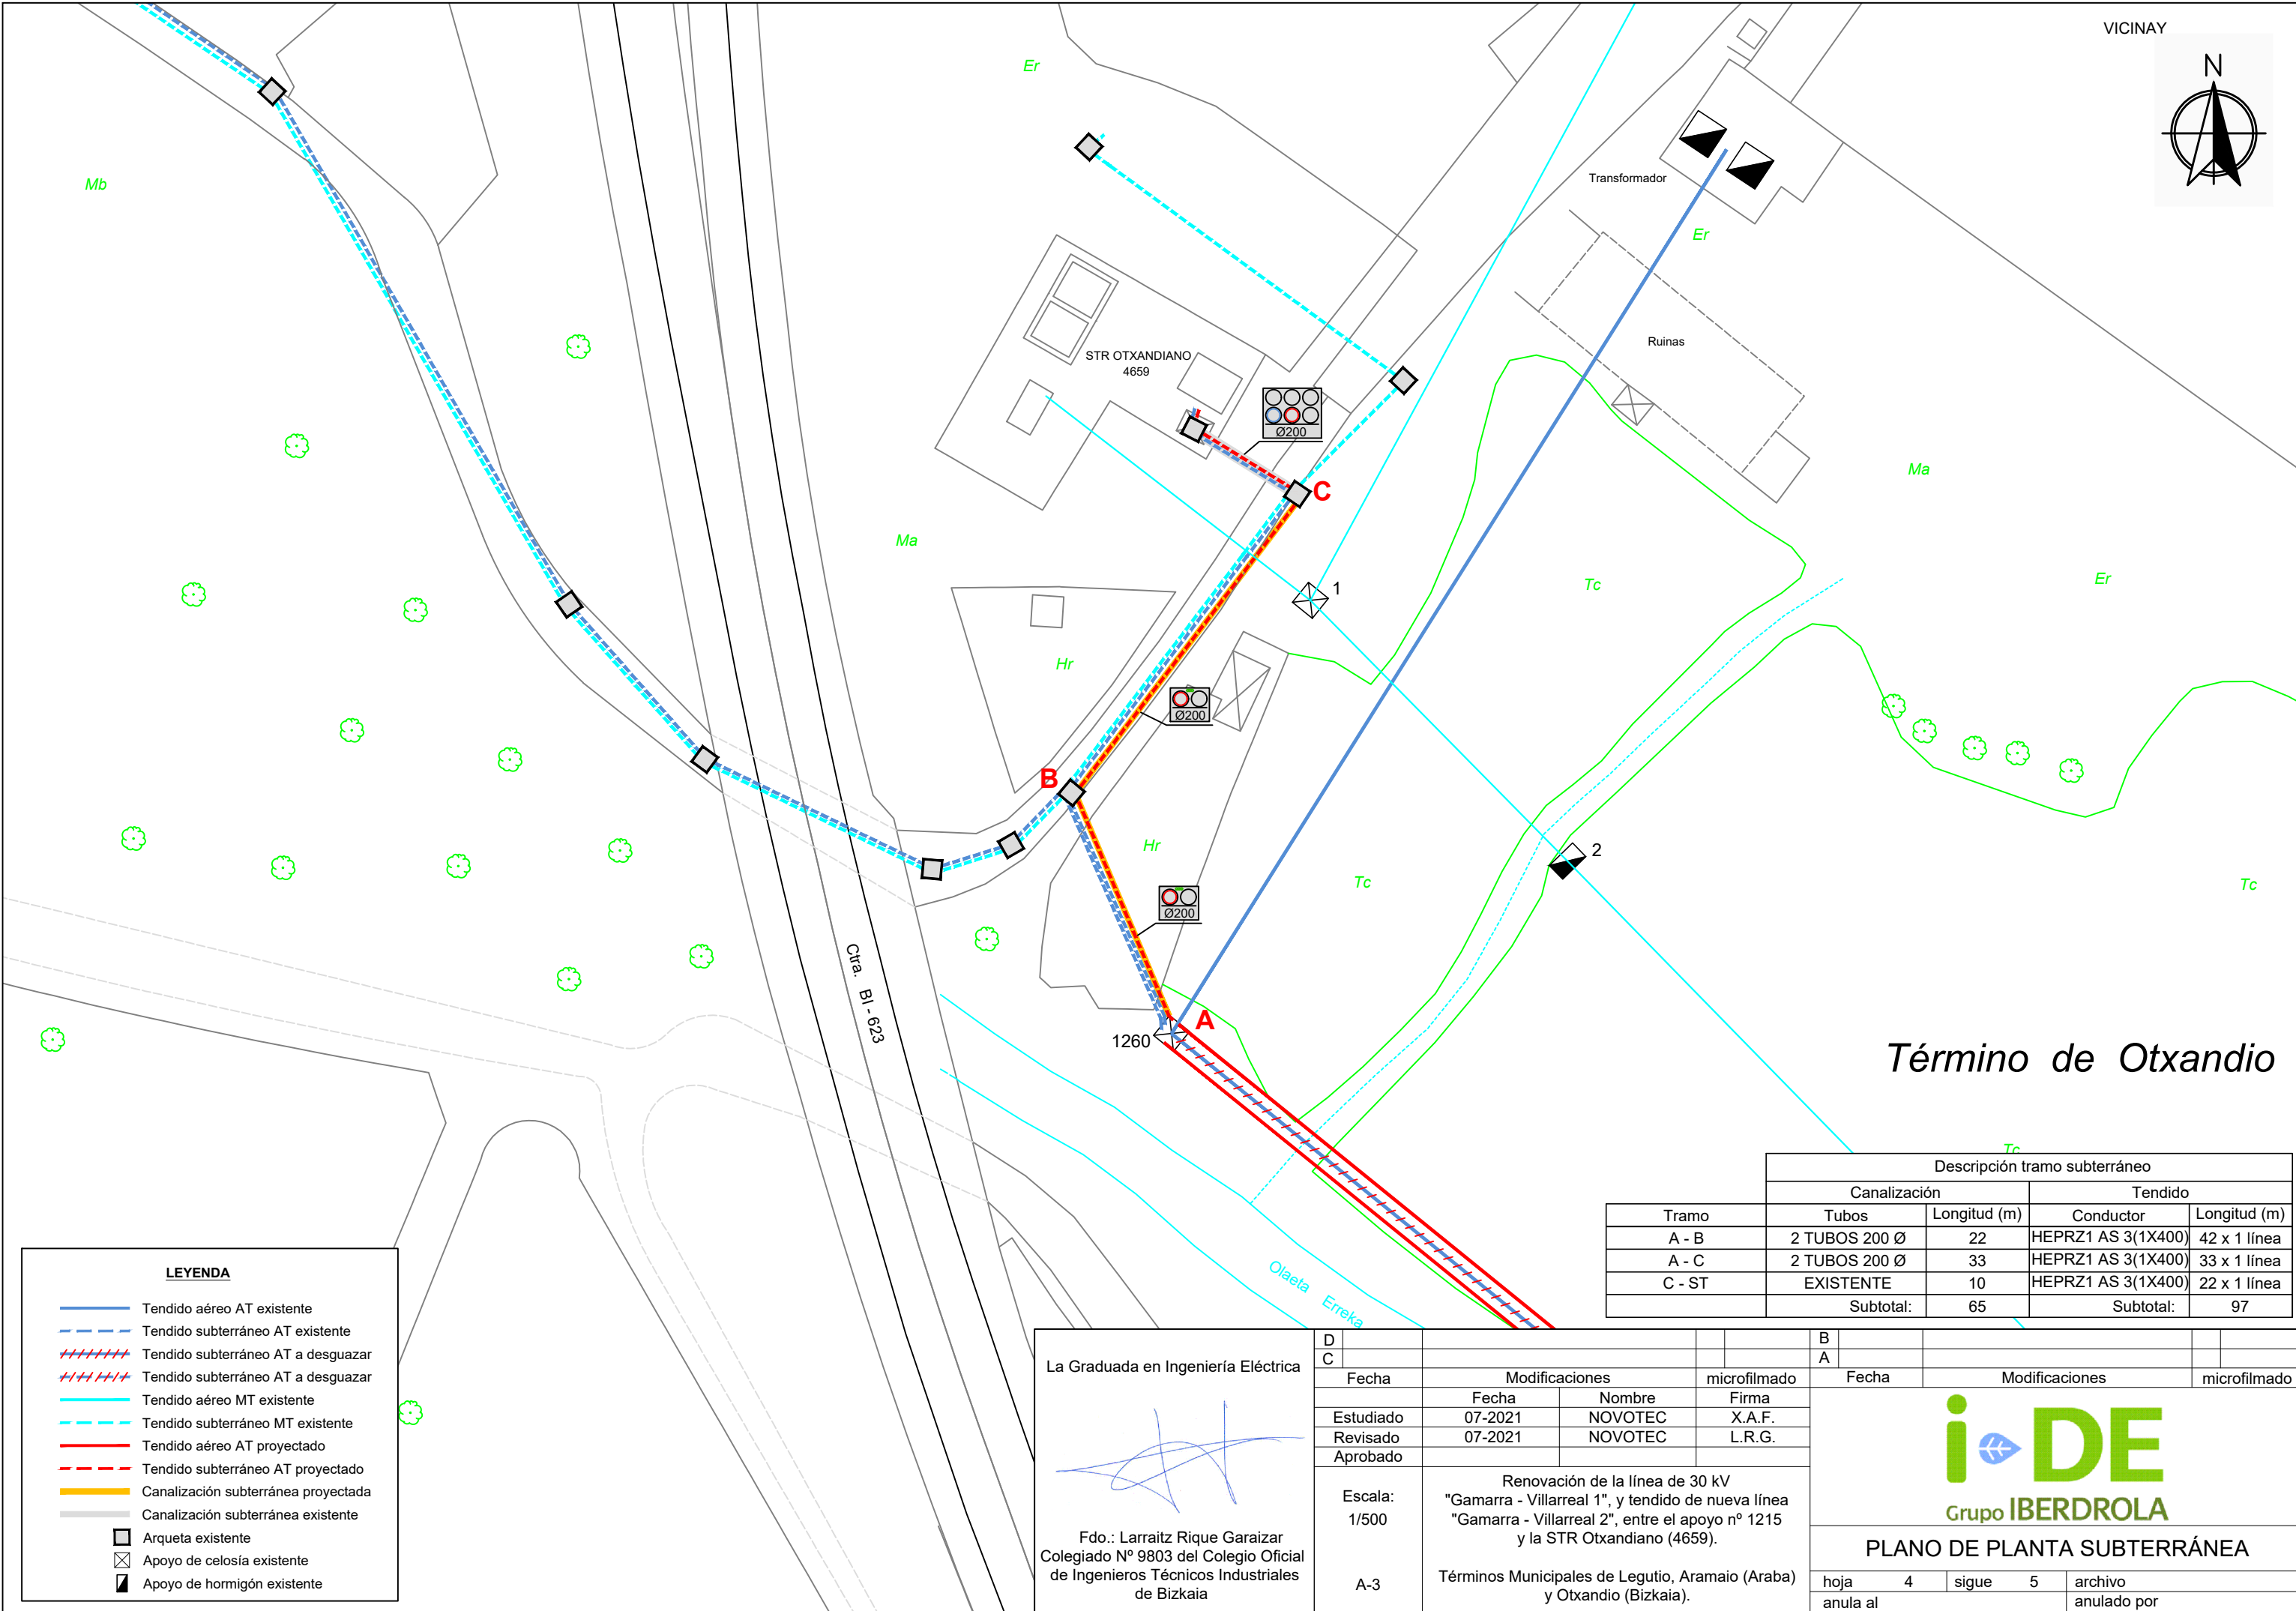 VICINAY
N
Er
Mb
Transformador
Er
Ruinas
STR OTXANDIANO
4659
Ø200
C
Ma
Ma
1
Tc
Er
Hr
Ø200
B
Hr
2
Tc
Tc
Ø200
Ctra. BI - 623
A
1260
Término de Otxandio
Tc
Olaeta Erreka
Descripción tramo subterráneo
Canalización Tendido
Tramo Tubos Longitud (m) Conductor Longitud (m)
A - B 2 TUBOS 200 Ø 22 HEPRZ1 AS 3(1X400) 42 x 1 línea
A - C 2 TUBOS 200 Ø 33 HEPRZ1 AS 3(1X400) 33 x 1 línea
C - ST EXISTENTE 10 HEPRZ1 AS 3(1X400) 22 x 1 línea
Subtotal: 65 Subtotal: 97
LEYENDA
Tendido aéreo AT existente
Tendido subterráneo AT existente
Tendido subterráneo AT a desguazar
Tendido subterráneo AT a desguazar
Tendido aéreo MT existente
Tendido subterráneo MT existente
Tendido aéreo AT proyectado
Tendido subterráneo AT proyectado
Canalización subterránea proyectada
Canalización subterránea existente
Arqueta existente
Apoyo de celosía existente
Apoyo de hormigón existente
La Graduada en Ingeniería Eléctrica
Fdo.: Larraitz Rique Garaizar
Colegiado Nº 9803 del Colegio Oficial
de Ingenieros Técnicos Industriales
de Bizkaia
D B
C A
Fecha Modificaciones microfilmado Fecha Modificaciones microfilmado
Fecha Nombre Firma
Estudiado 07-2021 NOVOTEC X.A.F.
Revisado 07-2021 NOVOTEC L.R.G.
Aprobado
Escala:
1/500
A-3
Renovación de la línea de 30 kV
"Gamarra - Villarreal 1", y tendido de nueva línea
"Gamarra - Villarreal 2", entre el apoyo nº 1215
y la STR Otxandiano (4659).
Términos Municipales de Legutio, Aramaio (Araba)
y Otxandio (Bizkaia).
i DE
Grupo IBERDROLA
PLANO DE PLANTA SUBTERRÁNEA
hoja 4 sigue 5 archivo
anula al anulado por